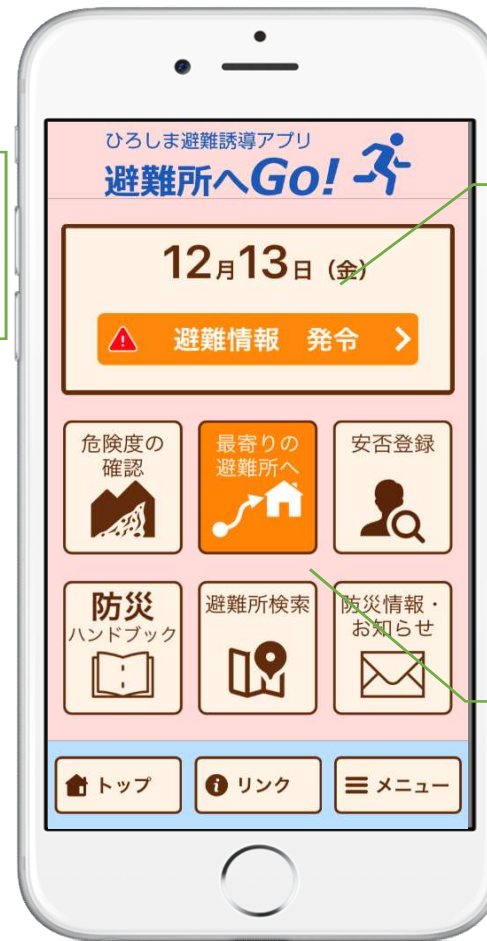 ひろしま避難誘導アプリ
避難所へGo!
12月13日（金）
避難情報　発令
危険度の
確認
最寄りの
避難所へ
安否登録
防災
ハンドブック
避難所検索
防災情報・
お知らせ
トップ
リンク
メニュー